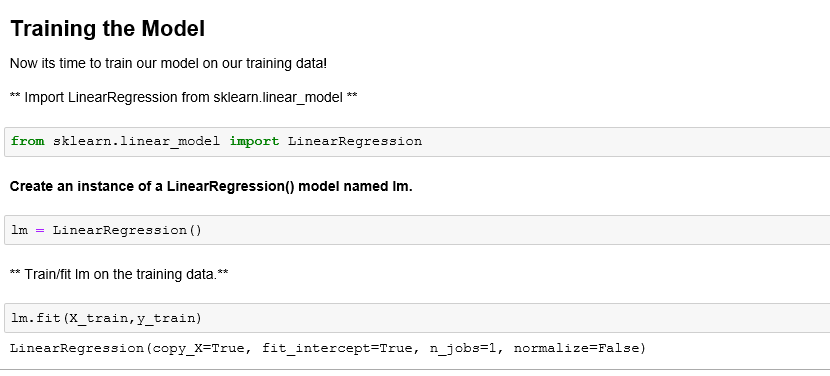 Training the Model
Now its time to train our model on our training data!
** Import LinearRegression from sklearn.linear_model **
from sklearn.linear_model import LinearRegression
Create an instance of a LinearRegression() model named lm.
lm = LinearRegression()
** Train/fit lm on the training data.**
lm.fit(X_train,y_train)
LinearRegression(copy_X=True, fit_intercept=True, n_jobs=1, normalize=False)